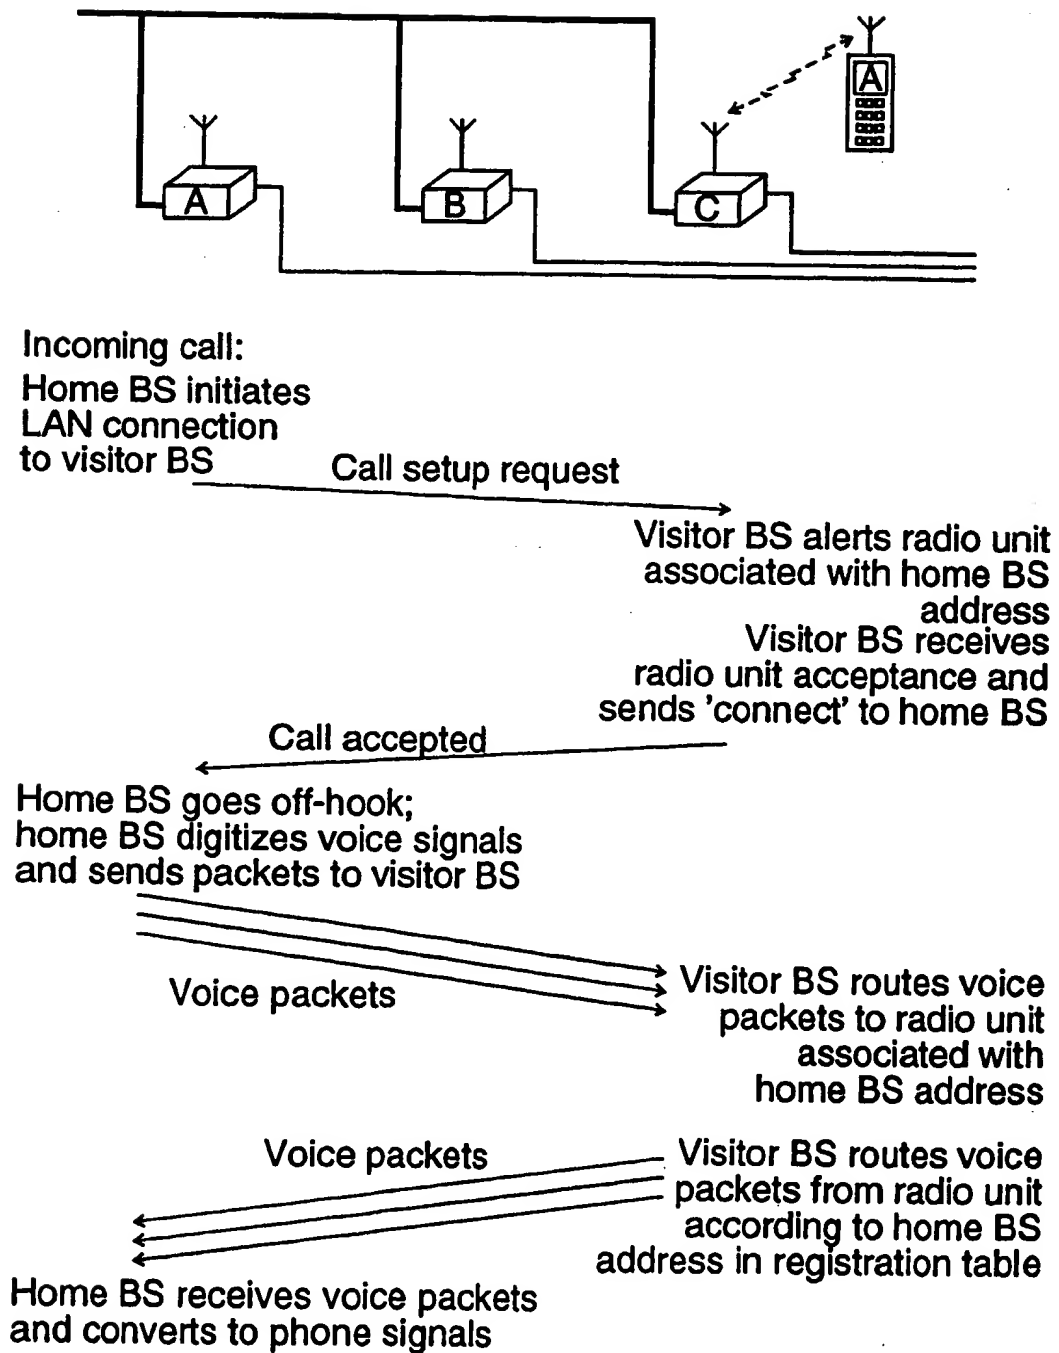 A
A
B
C
Incoming call:
Home BS initiates
LAN connection
to visitor BS
Call setup request
Visitor BS alerts radio unit
associated with home BS
address
Visitor BS receives
radio unit acceptance and
sends 'connect' to home BS
Call accepted
Home BS goes off-hook;
home BS digitizes voice signals
and sends packets to visitor BS
Voice packets
Visitor BS routes voice
packets to radio unit
associated with
home BS address
Voice packets
Visitor BS routes voice
packets from radio unit
according to home BS
address in registration table
Home BS receives voice packets
and converts to phone signals